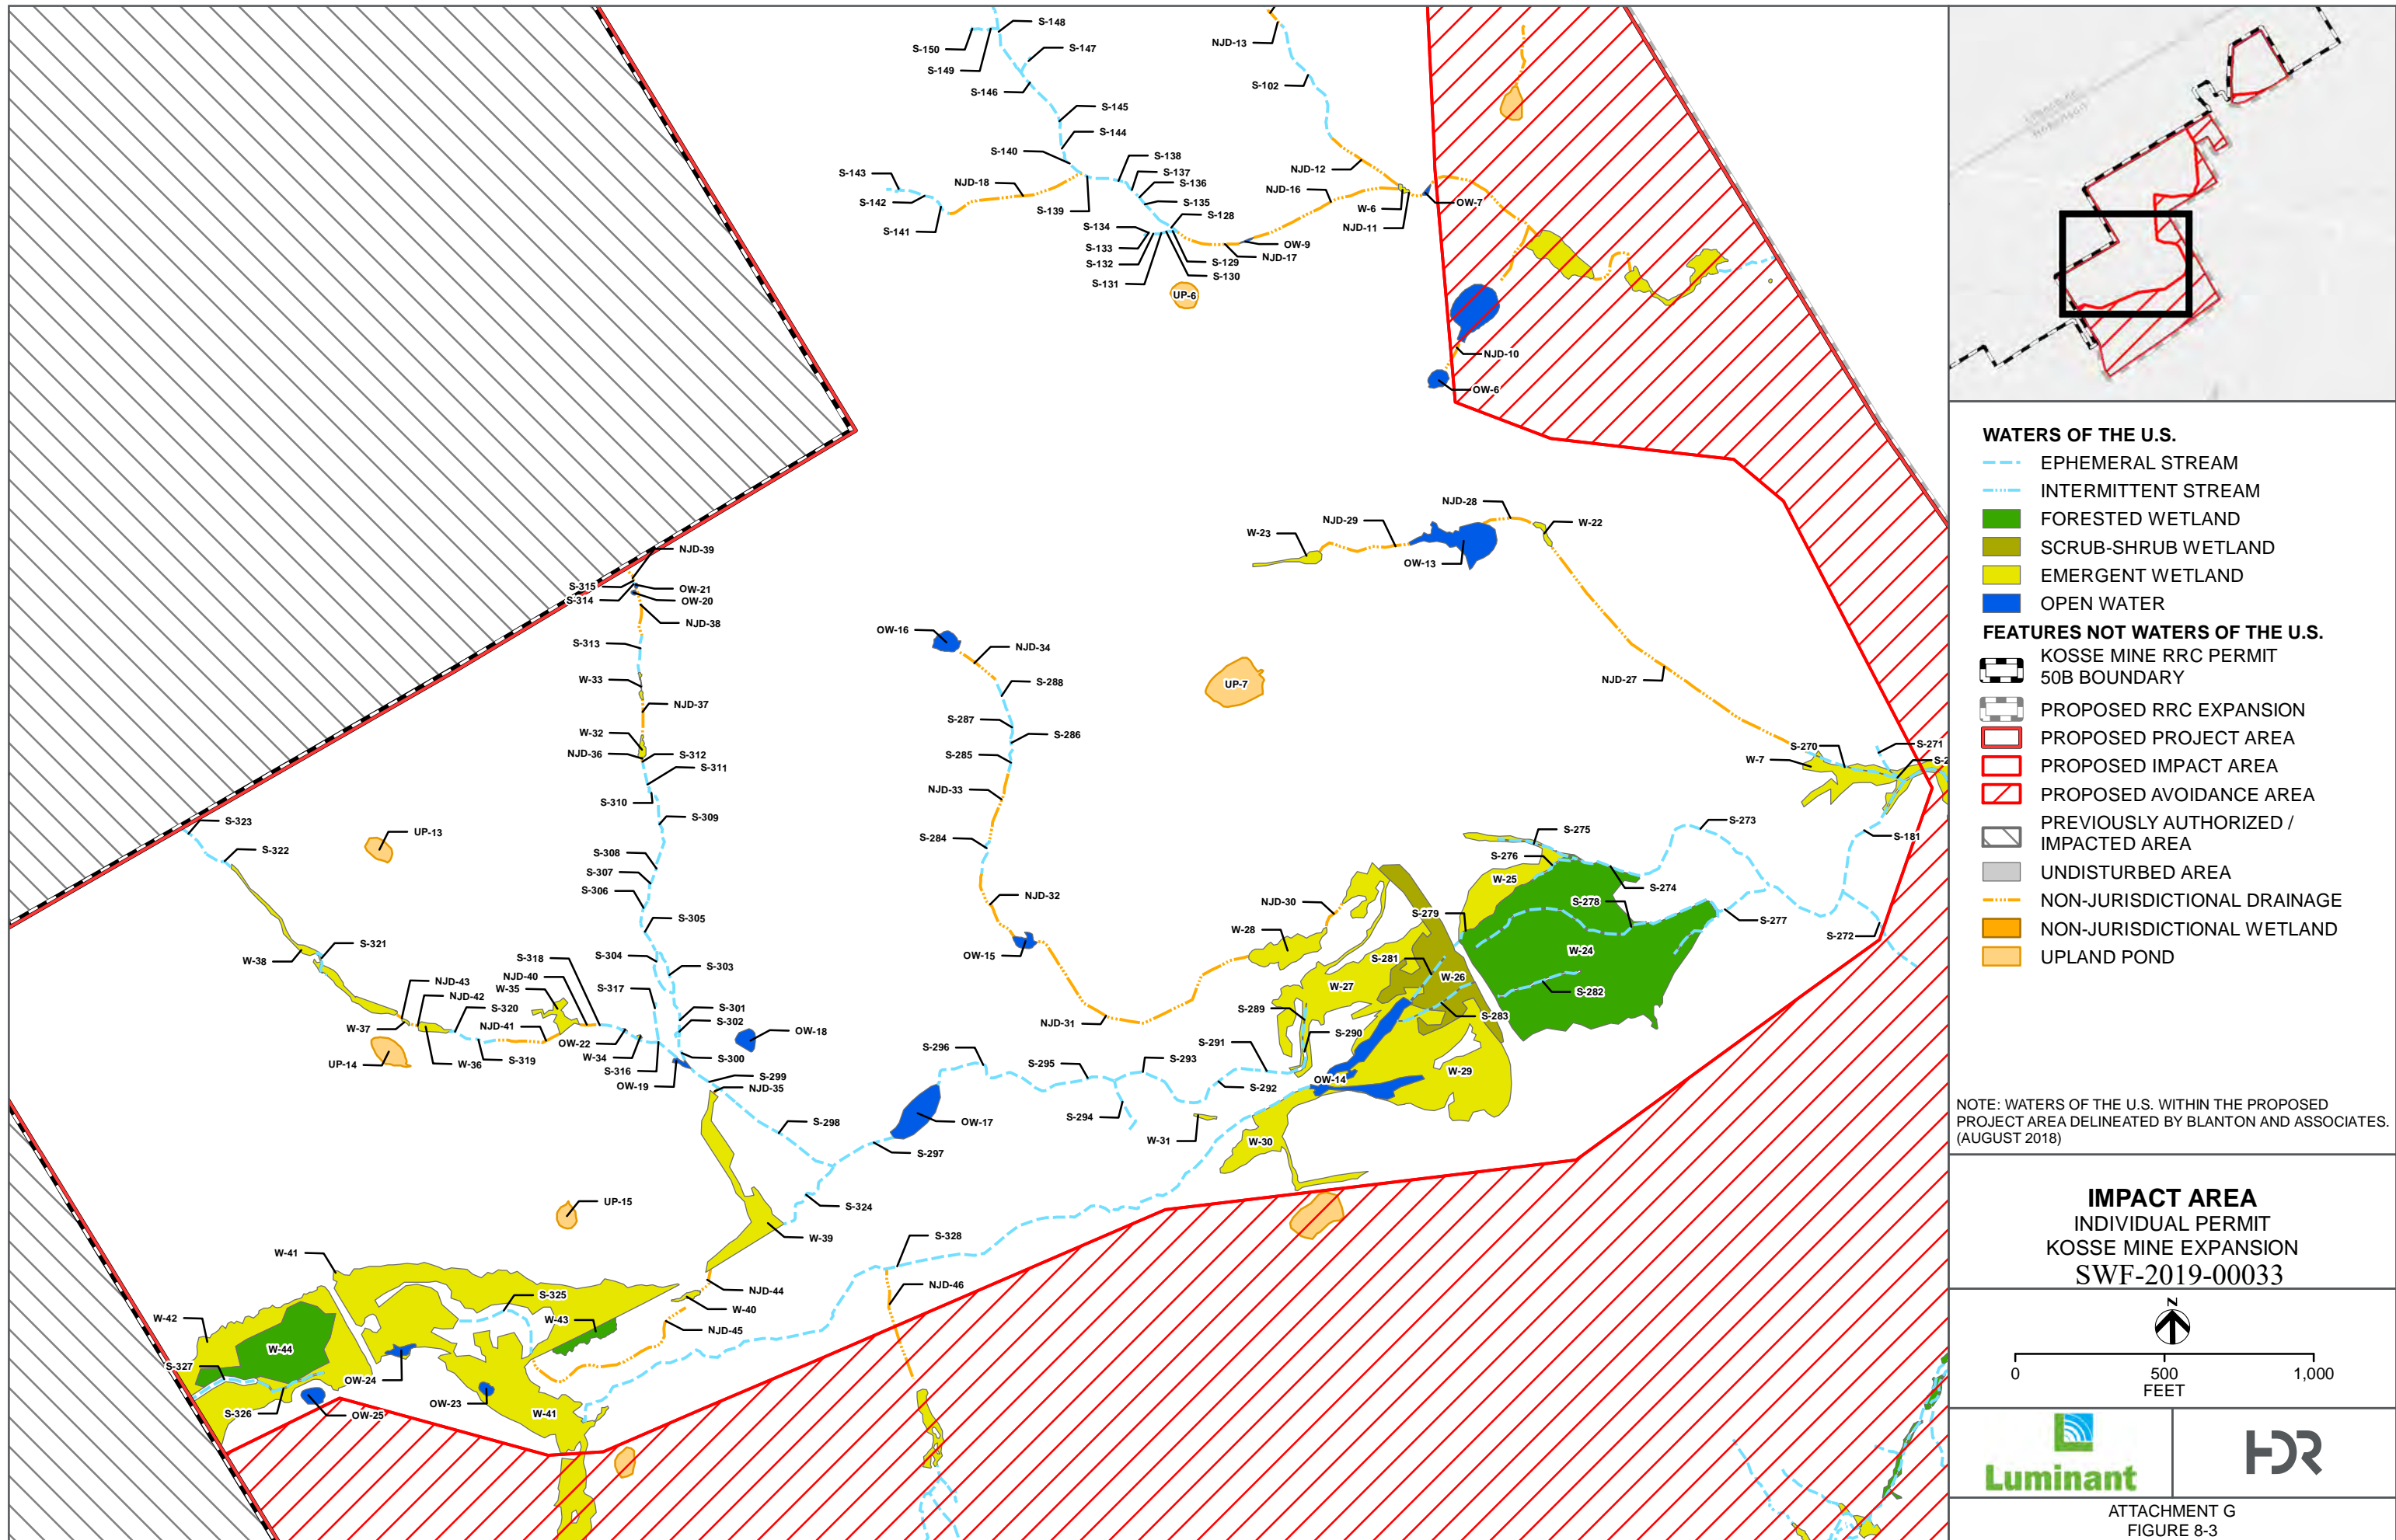 S-148
S-150
S-147
S-149
S-146
S-145
S-144
S-140
S-138
S-137
S-143
NJD-18
S-136
S-142
S-135
S-139
S-128
S-141
S-134
S-133
S-129
S-132
S-130
S-131
UP-6
NJD-13
S-102
NJD-12
NJD-16
W-6
OW-7
NJD-11
OW-9
NJD-17
NJD-10
OW-6
NJD-28
NJD-29
W-22
W-23
OW-13
NJD-27
NJD-39
S-315
OW-21
S-314
OW-20
NJD-38
S-313
W-33
NJD-37
W-32
NJD-36
S-312
S-311
S-310
S-309
S-308
S-307
S-306
S-305
S-304
S-303
S-318
NJD-40
W-35
S-317
S-301
S-302
OW-18
S-300
OW-22
W-34
S-316
OW-19
S-299
NJD-35
S-298
OW-16
NJD-34
S-288
S-287
S-286
S-285
NJD-33
S-284
NJD-32
OW-15
NJD-31
UP-7
S-270
S-271
W-7
S-2
S-181
S-273
S-275
S-276
W-25
S-274
S-278
S-279
S-277
S-272
W-24
S-282
NJD-30
W-28
S-281
W-26
W-27
S-289
S-283
S-290
S-291
S-292
OW-14
W-29
W-30
W-31
S-293
S-294
S-295
S-296
OW-17
S-297
S-323
S-322
UP-13
S-321
W-38
NJD-43
NJD-42
S-320
W-37
NJD-41
W-36
S-319
UP-14
UP-15
S-324
W-39
S-328
NJD-46
NJD-44
W-40
NJD-45
W-41
S-325
W-43
W-42
W-44
S-327
OW-24
OW-23
S-326
OW-25
W-41
WATERS OF THE U.S.
EPHEMERAL STREAM
INTERMITTENT STREAM
FORESTED WETLAND
SCRUB-SHRUB WETLAND
EMERGENT WETLAND
OPEN WATER
FEATURES NOT WATERS OF THE U.S.
KOSSE MINE RRC PERMIT
50B BOUNDARY
PROPOSED RRC EXPANSION
PROPOSED PROJECT AREA
PROPOSED IMPACT AREA
PROPOSED AVOIDANCE AREA
PREVIOUSLY AUTHORIZED /
IMPACTED AREA
UNDISTURBED AREA
NON-JURISDICTIONAL DRAINAGE
NON-JURISDICTIONAL WETLAND
UPLAND POND
NOTE: WATERS OF THE U.S. WITHIN THE PROPOSED
PROJECT AREA DELINEATED BY BLANTON AND ASSOCIATES.
(AUGUST 2018)
IMPACT AREA
INDIVIDUAL PERMIT
KOSSE MINE EXPANSION
SWF-2019-00033
N
0 500 1,000
FEET
Luminant
HDR
ATTACHMENT G
FIGURE 8-3